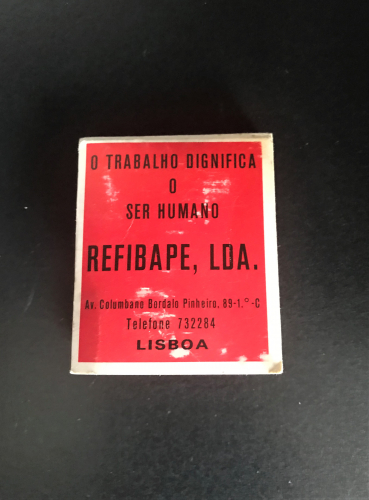 O TRABALHO DIGNIFICA
O
SER HUMANO
REFIBAPE, LDA.
Av. Columbano Bordalo Pinheiro, 89-1.º-C
Telefone 732284
LISBOA